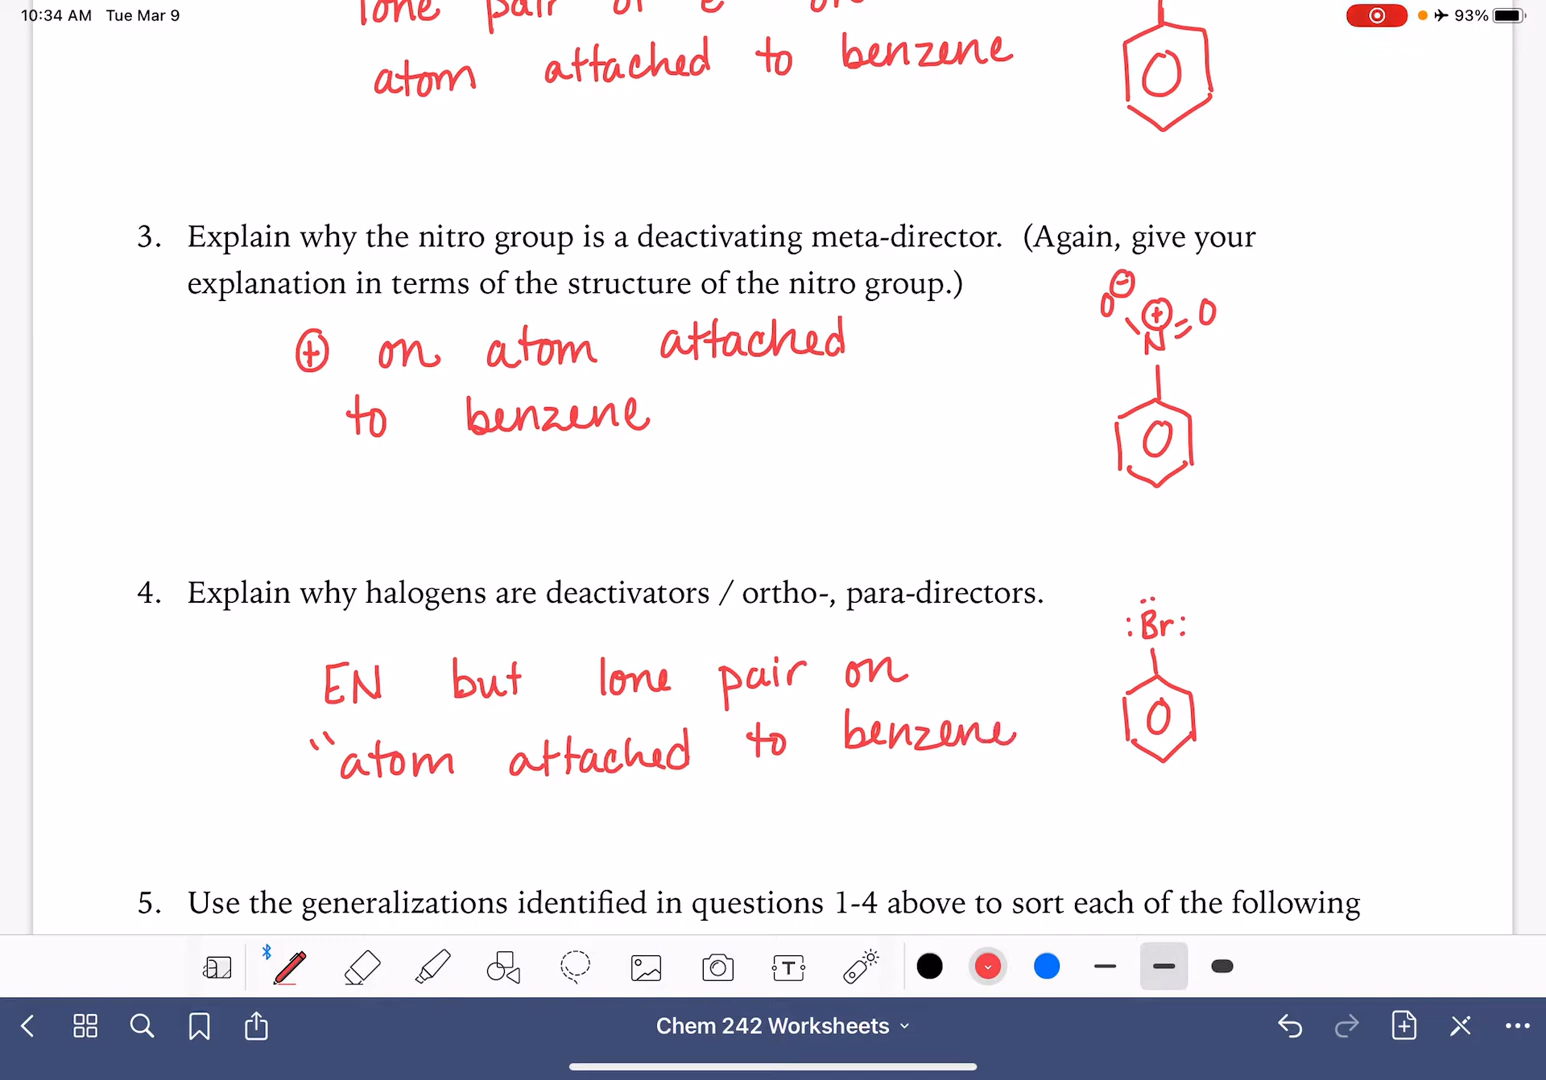 10:34 AM Tue Mar 9
93%
lone pair of e⁻ on
atom attached to benzene
3. Explain why the nitro group is a deactivating meta-director. (Again, give your
explanation in terms of the structure of the nitro group.)
⊖
O ⊕ O
N
⊕ on atom attached
to benzene
4. Explain why halogens are deactivators / ortho-, para-directors.
:Br:
EN but lone pair on
"atom attached to benzene
5. Use the generalizations identified in questions 1-4 above to sort each of the following
a
T
Chem 242 Worksheets